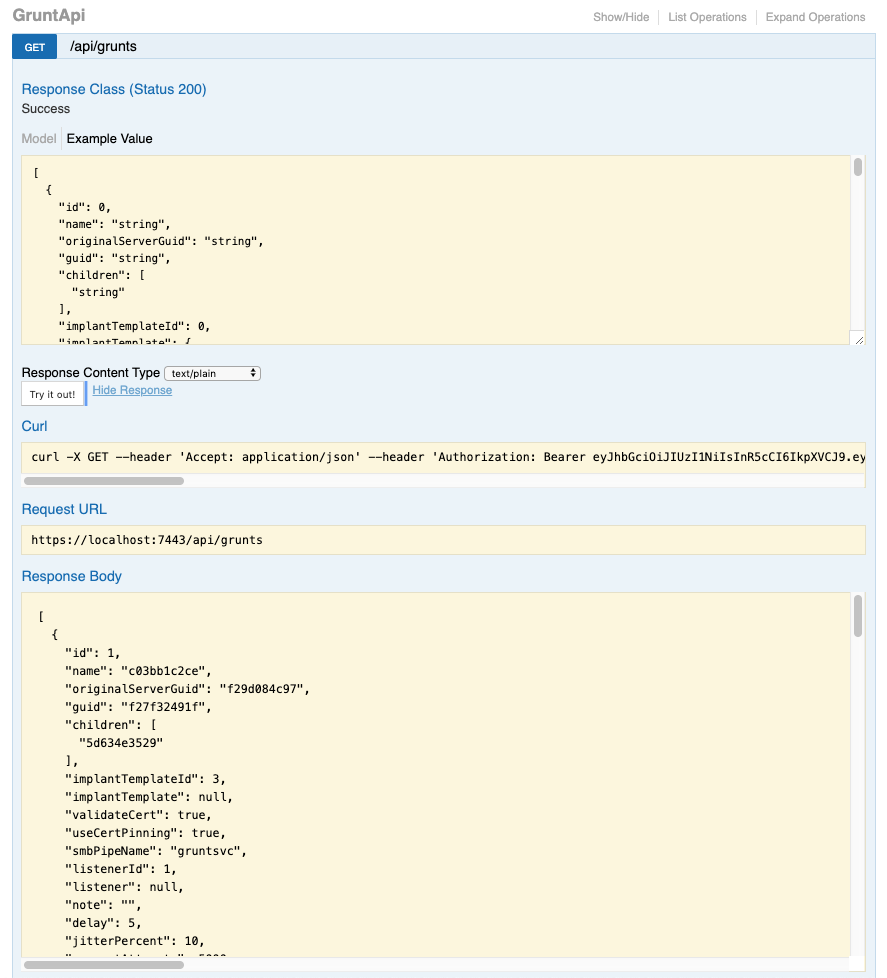 GruntApi
Show/Hide
List Operations
Expand Operations
GET
/api/grunts
Response Class (Status 200)
Success
Model
Example Value
[
{
"id": 0,
"name": "string",
"originalServerGuid": "string",
"guid": "string",
"children": [
"string"
],
"implantTemplateId": 0,
"implantTemplate": {
Response Content Type
text/plain
Try it out!
Hide Response
Curl
curl -X GET --header 'Accept: application/json' --header 'Authorization: Bearer eyJhbGciOiJIUzI1NiIsInR5cCI6IkpXVCJ9.ey
Request URL
https://localhost:7443/api/grunts
Response Body
[
{
"id": 1,
"name": "c03bb1c2ce",
"originalServerGuid": "f29d084c97",
"guid": "f27f32491f",
"children": [
"5d634e3529"
],
"implantTemplateId": 3,
"implantTemplate": null,
"validateCert": true,
"useCertPinning": true,
"smbPipeName": "gruntsvc",
"listenerId": 1,
"listener": null,
"note": "",
"delay": 5,
"jitterPercent": 10,